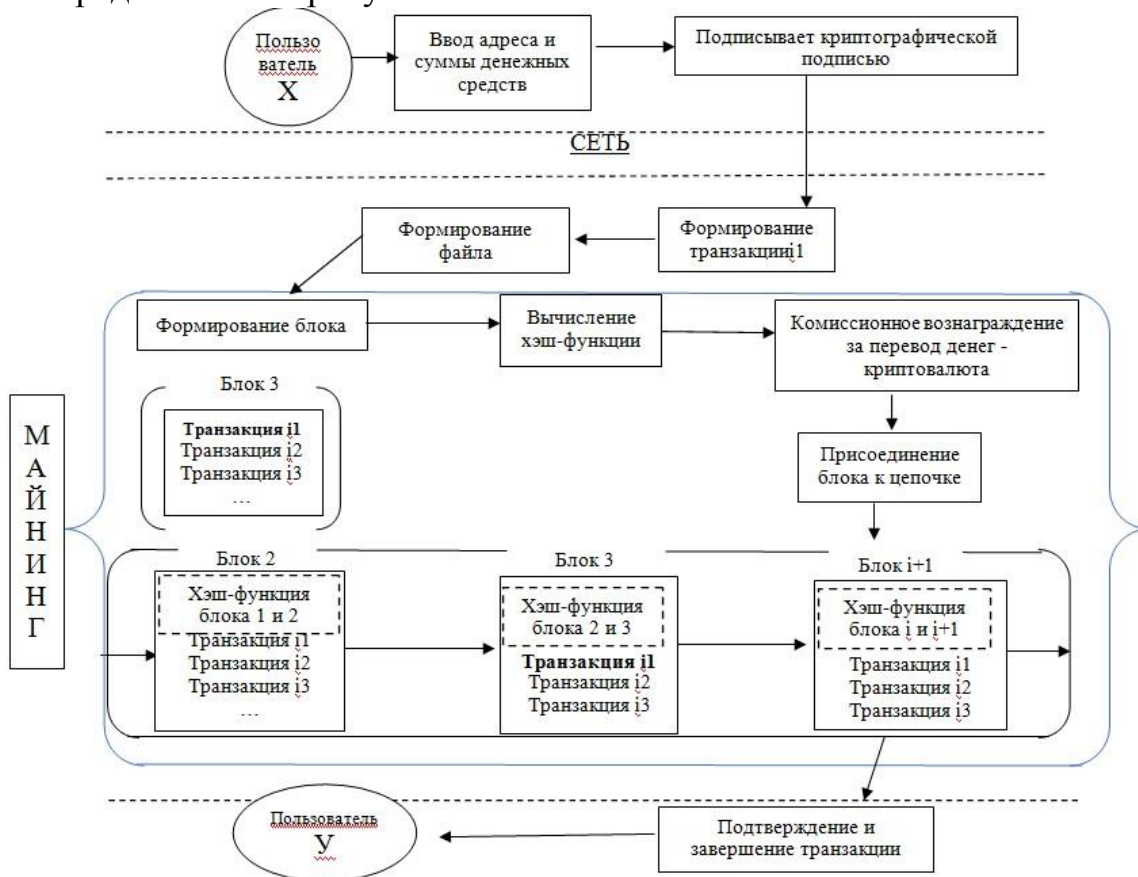 Пользо
ватель
X
Ввод адреса и
суммы денежных
средств
Подписывает криптографической
подписью
СЕТЬ
Формирование
файла
Формирование
транзакцииi1
Формирование блока
Вычисление
хэш-функции
Комиссионное вознаграждение
за перевод денег -
криптовалюта
Блок 3
Транзакция i1
Транзакция i2
Транзакция i3
…
Присоединение
блока к цепочке
М
А
Й
Н
И
Н
Г
Блок 2
Хэш-функция
блока 1 и 2
Транзакция i1
Транзакция i2
Транзакция i3
…
Блок 3
Хэш-функция
блока 2 и 3
Транзакция i1
Транзакция i2
Транзакция i3
Блок i+1
Хэш-функция
блока i и i+1
Транзакция i1
Транзакция i2
Транзакция i3
Пользователь
У
Подтверждение и
завершение транзакции